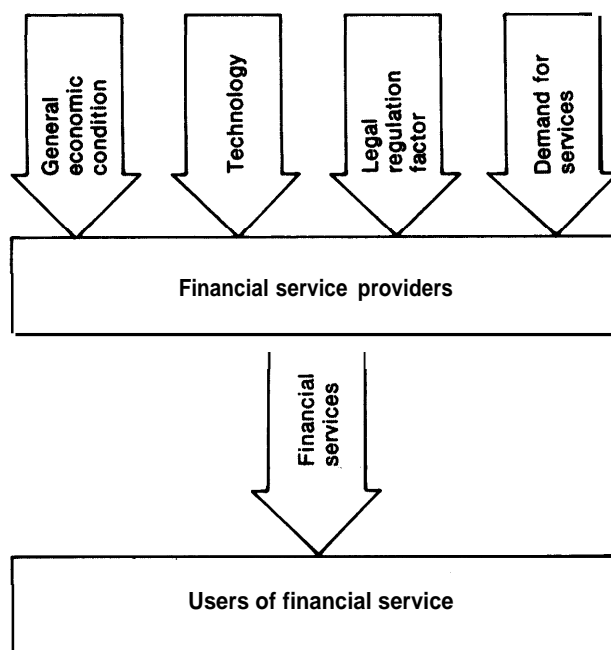 General
economic
condition
Technology
Legal
regulation
factor
Demand for
services
Financial service providers
Financial
services
Users of financial service